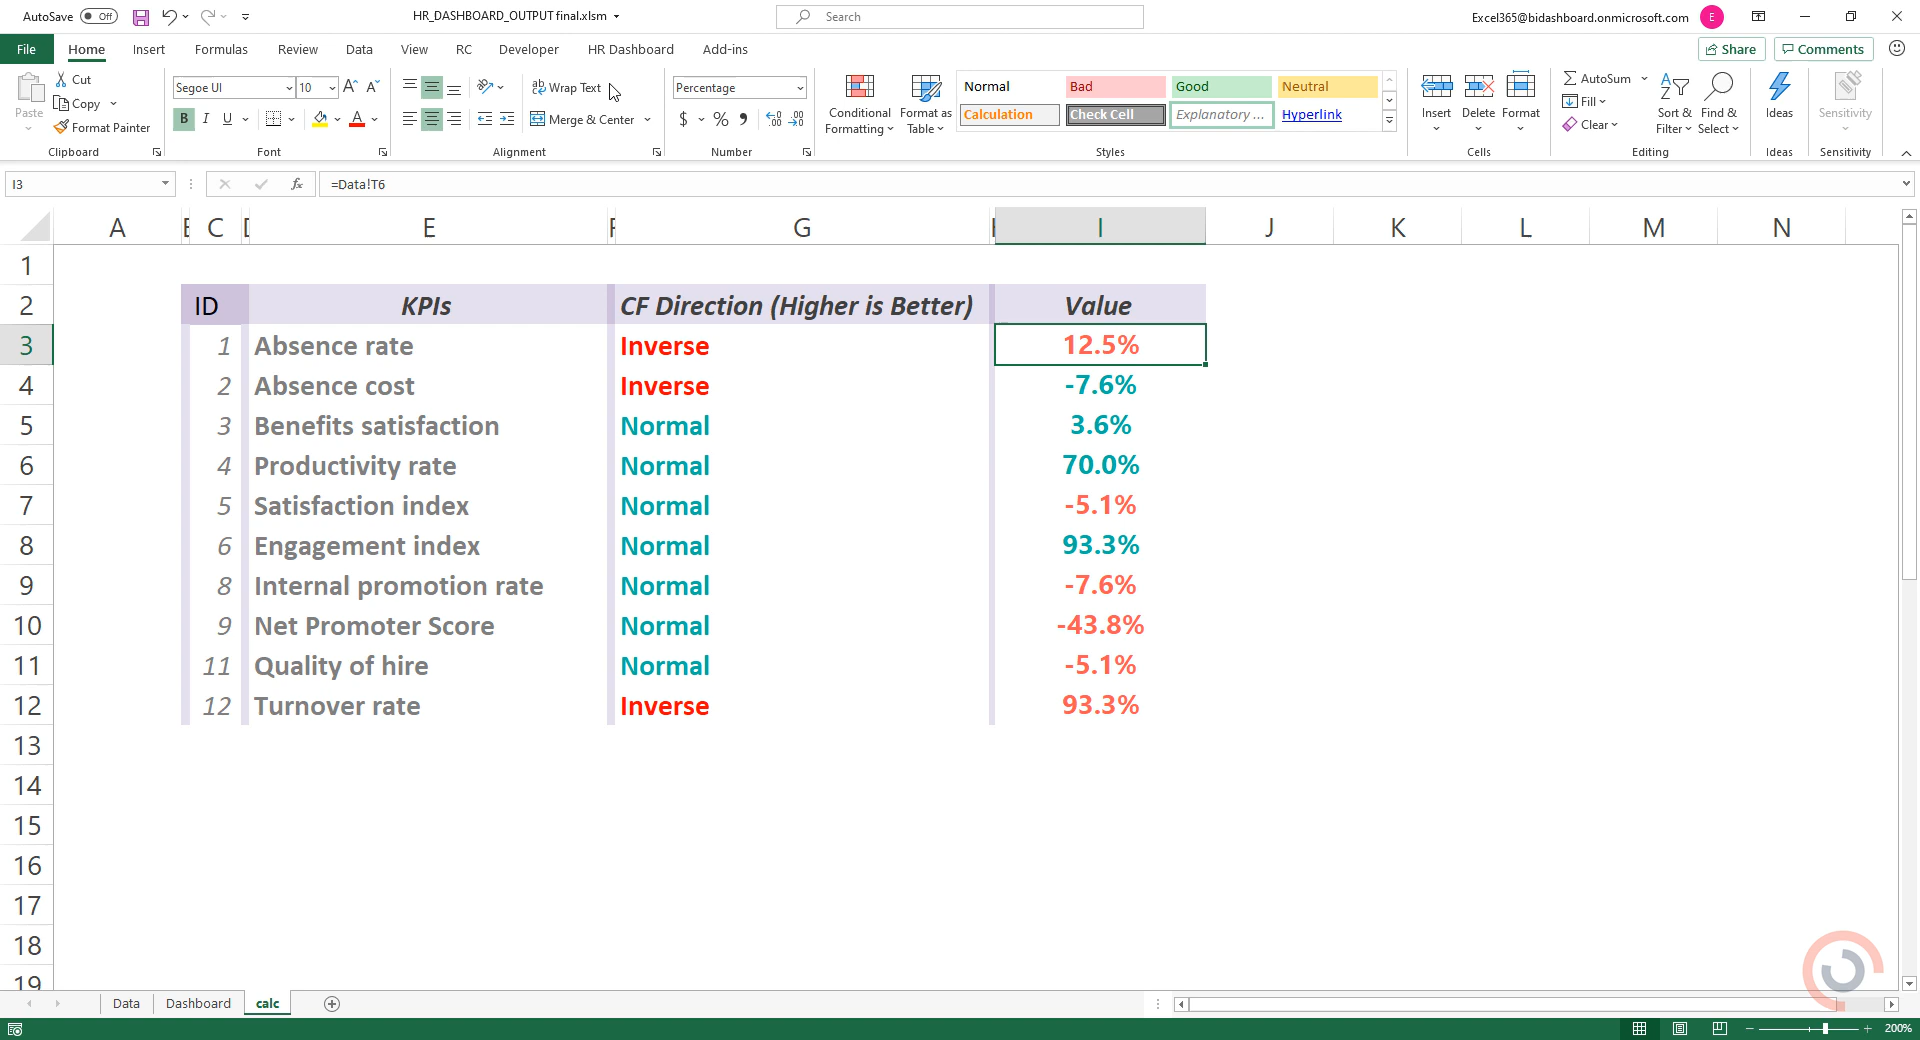 AutoSave Off
HR_DASHBOARD_OUTPUT final.xlsm
Search
Excel365@bidashboard.onmicrosoft.com E
File Home Insert Formulas Review Data View RC Developer HR Dashboard Add-ins Share Comments
Paste
Cut
Copy
Format Painter
Clipboard
Segoe UI 10
B I U A
Font
Wrap Text
Merge & Center
Alignment
Percentage
$ % 9
Number
Conditional Formatting
Format as Table
Normal Bad Good Neutral
Calculation Check Cell Explanatory ... Hyperlink
Styles
Insert Delete Format
Cells
AutoSum
Fill
Clear
Sort & Filter
Find & Select
Editing
Ideas
Ideas
Sensitivity
Sensitivity
I3 fx =Data!T6
A C E G I J K L M N
1
2 ID KPIs CF Direction (Higher is Better) Value
3 1 Absence rate Inverse 12.5%
4 2 Absence cost Inverse -7.6%
5 3 Benefits satisfaction Normal 3.6%
6 4 Productivity rate Normal 70.0%
7 5 Satisfaction index Normal -5.1%
8 6 Engagement index Normal 93.3%
9 8 Internal promotion rate Normal -7.6%
10 9 Net Promoter Score Normal -43.8%
11 11 Quality of hire Normal -5.1%
12 12 Turnover rate Inverse 93.3%
13
14
15
16
17
18
19
Data Dashboard calc
200%